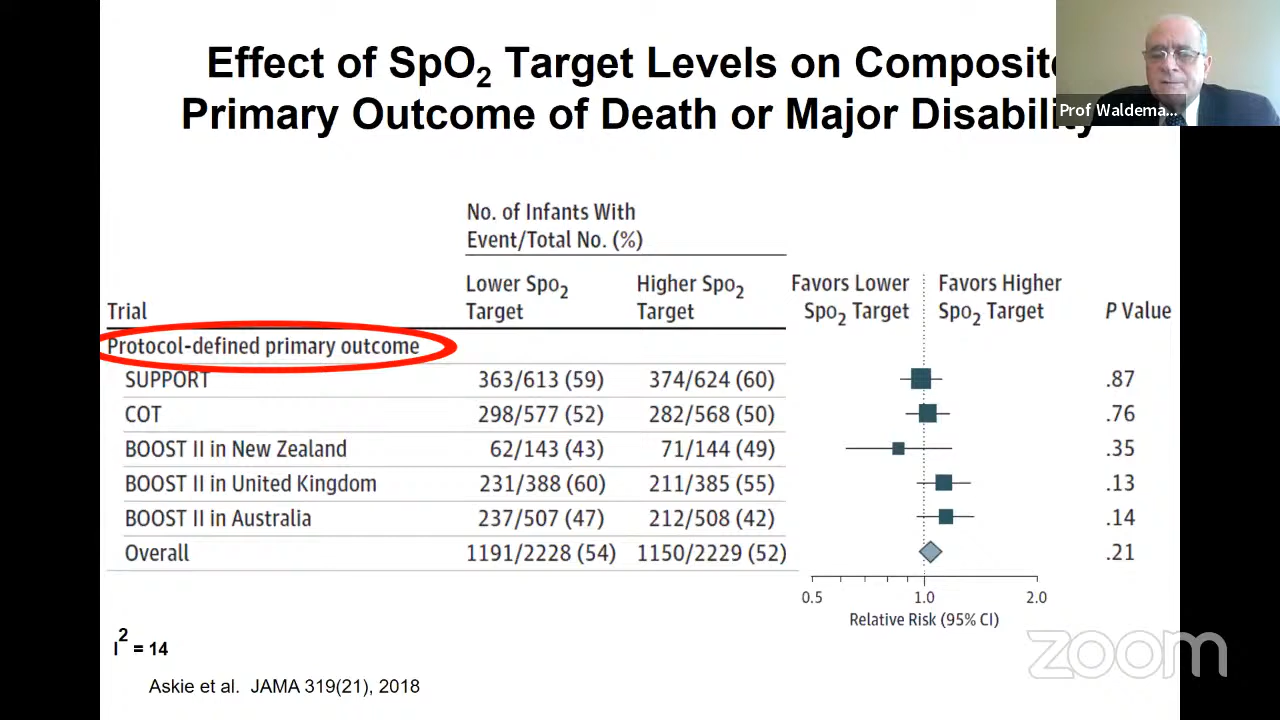 Effect of SpO2 Target Levels on Composite
Primary Outcome of Death or Major Disability
Prof Waldema...
No. of Infants With
Event/Total No. (%)
Lower Spo2 Target
Higher Spo2 Target
Favors Lower Spo2 Target
Favors Higher Spo2 Target
Trial
P Value
Protocol-defined primary outcome
SUPPORT 363/613 (59) 374/624 (60) .87
COT 298/577 (52) 282/568 (50) .76
BOOST II in New Zealand 62/143 (43) 71/144 (49) .35
BOOST II in United Kingdom 231/388 (60) 211/385 (55) .13
BOOST II in Australia 237/507 (47) 212/508 (42) .14
Overall 1191/2228 (54) 1150/2229 (52) .21
0.5 1.0 2.0
Relative Risk (95% CI)
I2 = 14
Askie et al. JAMA 319(21), 2018
zoom